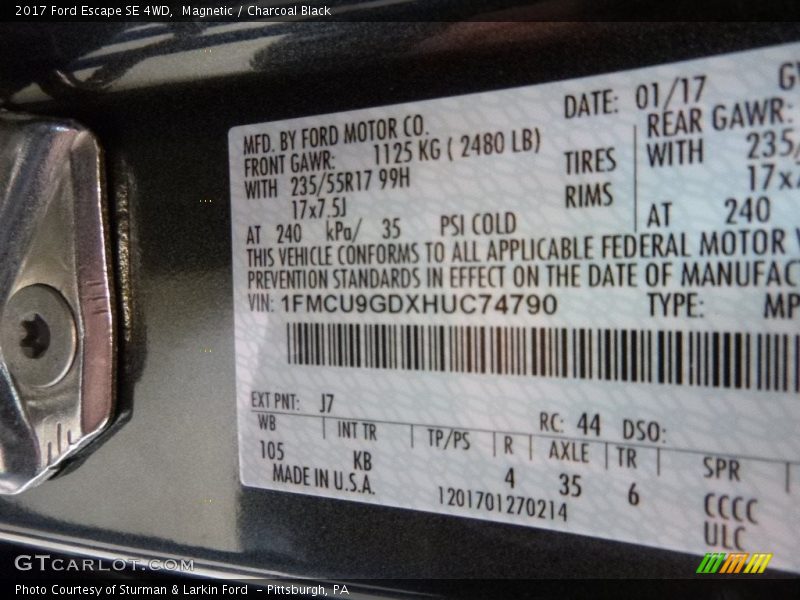 2017 Ford Escape SE 4WD, Magnetic / Charcoal Black
MFD. BY FORD MOTOR CO.
DATE: 01/17
FRONT GAWR: 1125 KG ( 2480 LB)
REAR GAWR:
WITH 235/55R17 99H TIRES
WITH 235/
17x7.5J RIMS
AT 240 kPa/ 35 PSI COLD
AT 240
THIS VEHICLE CONFORMS TO ALL APPLICABLE FEDERAL MOTOR
PREVENTION STANDARDS IN EFFECT ON THE DATE OF MANUFAC
VIN: 1FMCU9GDXHUC74790 TYPE: MP
EXT PNT: J7 RC: 44 DSO:
WB INT TR TP/PS R AXLE TR SPR
105 KB 4 35 6 CCCC
MADE IN U.S.A. 1201701270214 ULC
GTCARLOT.COM
Photo Courtesy of Sturman & Larkin Ford - Pittsburgh, PA